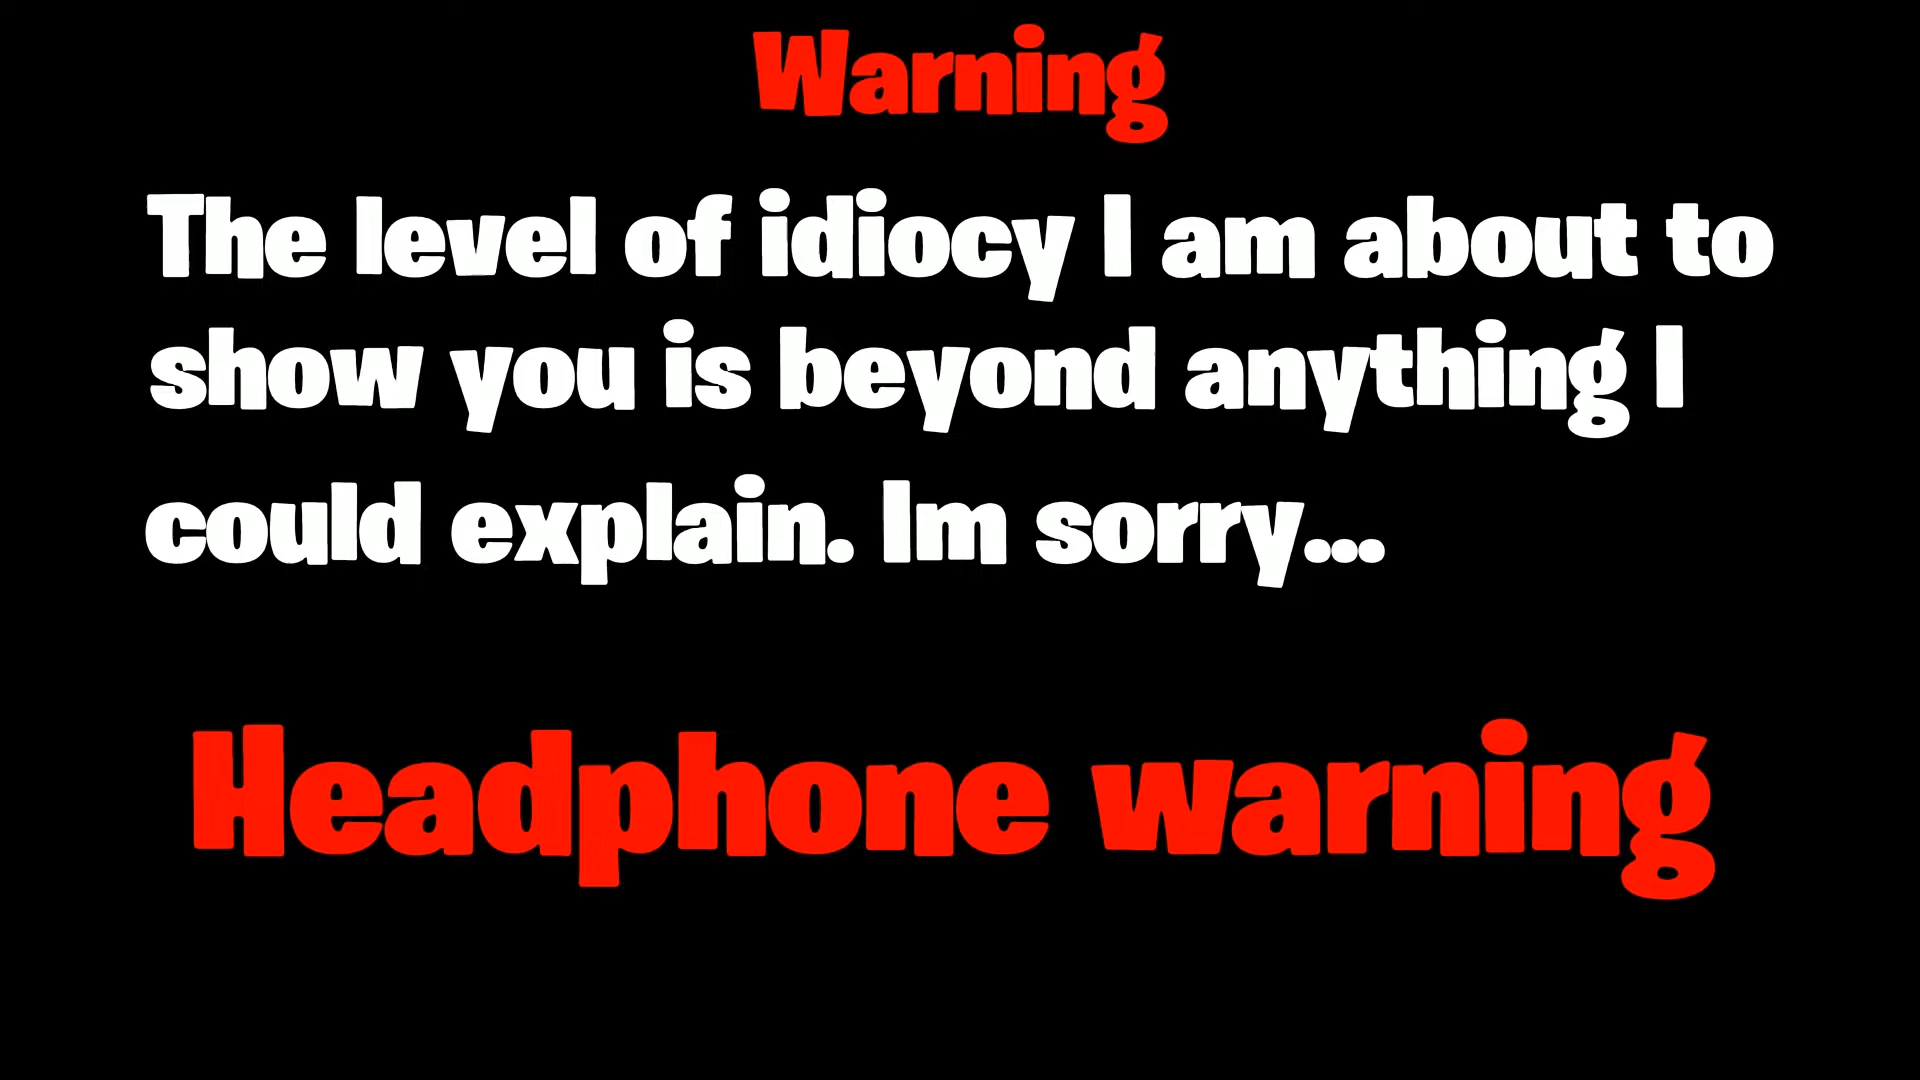 Warning
The level of idiocy I am about to
show you is beyond anything I
could explain. Im sorry...
Headphone warning